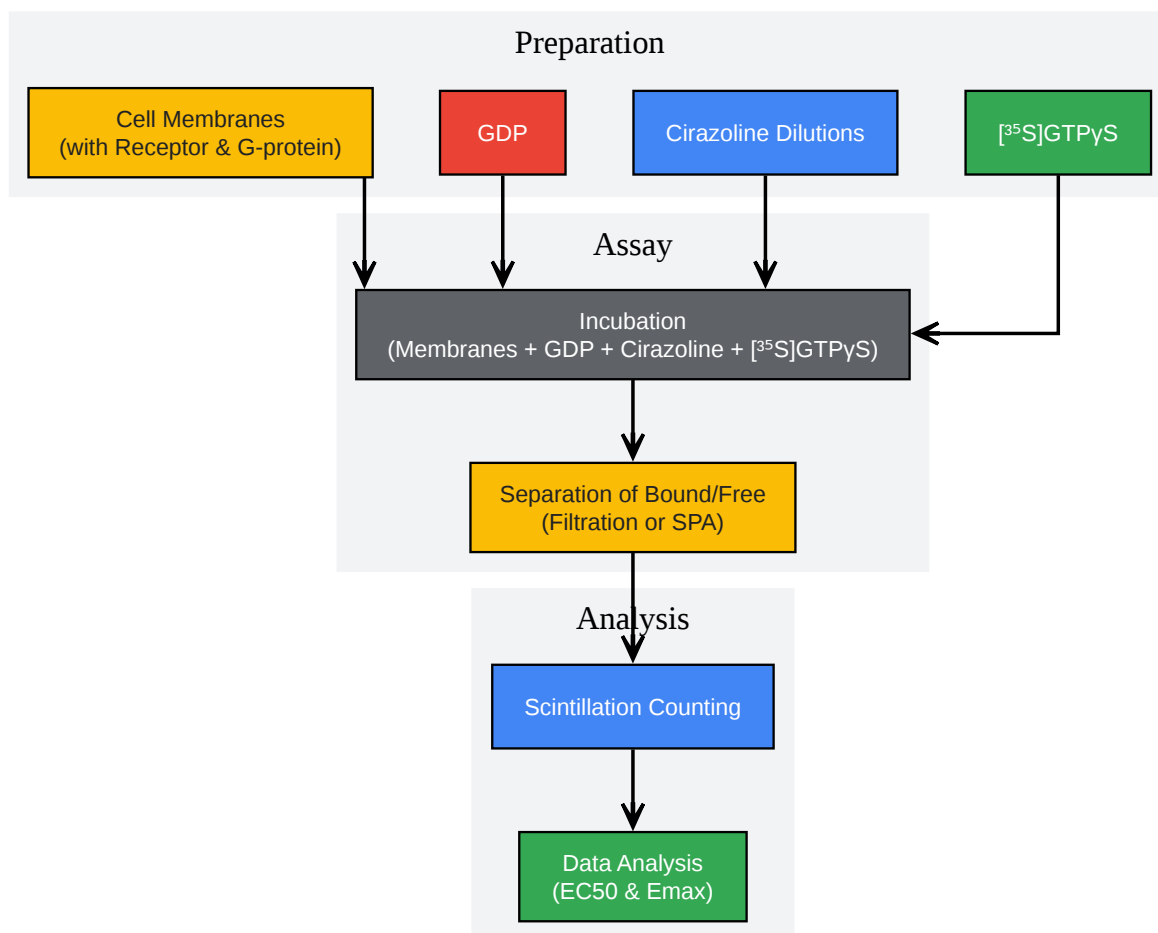 Preparation
Cell Membranes
(with Receptor & G-protein)
GDP
Cirazoline Dilutions
[³⁵S]GTPγS
Assay
Incubation
(Membranes + GDP + Cirazoline + [³⁵S]GTPγS)
Separation of Bound/Free
(Filtration or SPA)
Analysis
Scintillation Counting
Data Analysis
(EC50 & Emax)